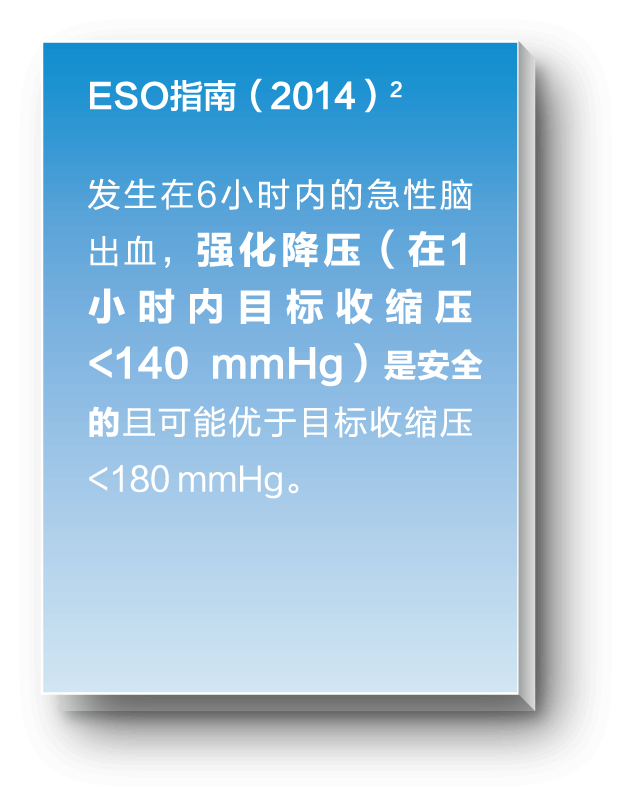 ESO指南（2014）²
发生在6小时内的急性脑
出血，强化降压（在1
小时内目标收缩压
<140 mmHg）是安全
的且可能优于目标收缩压
<180 mmHg。